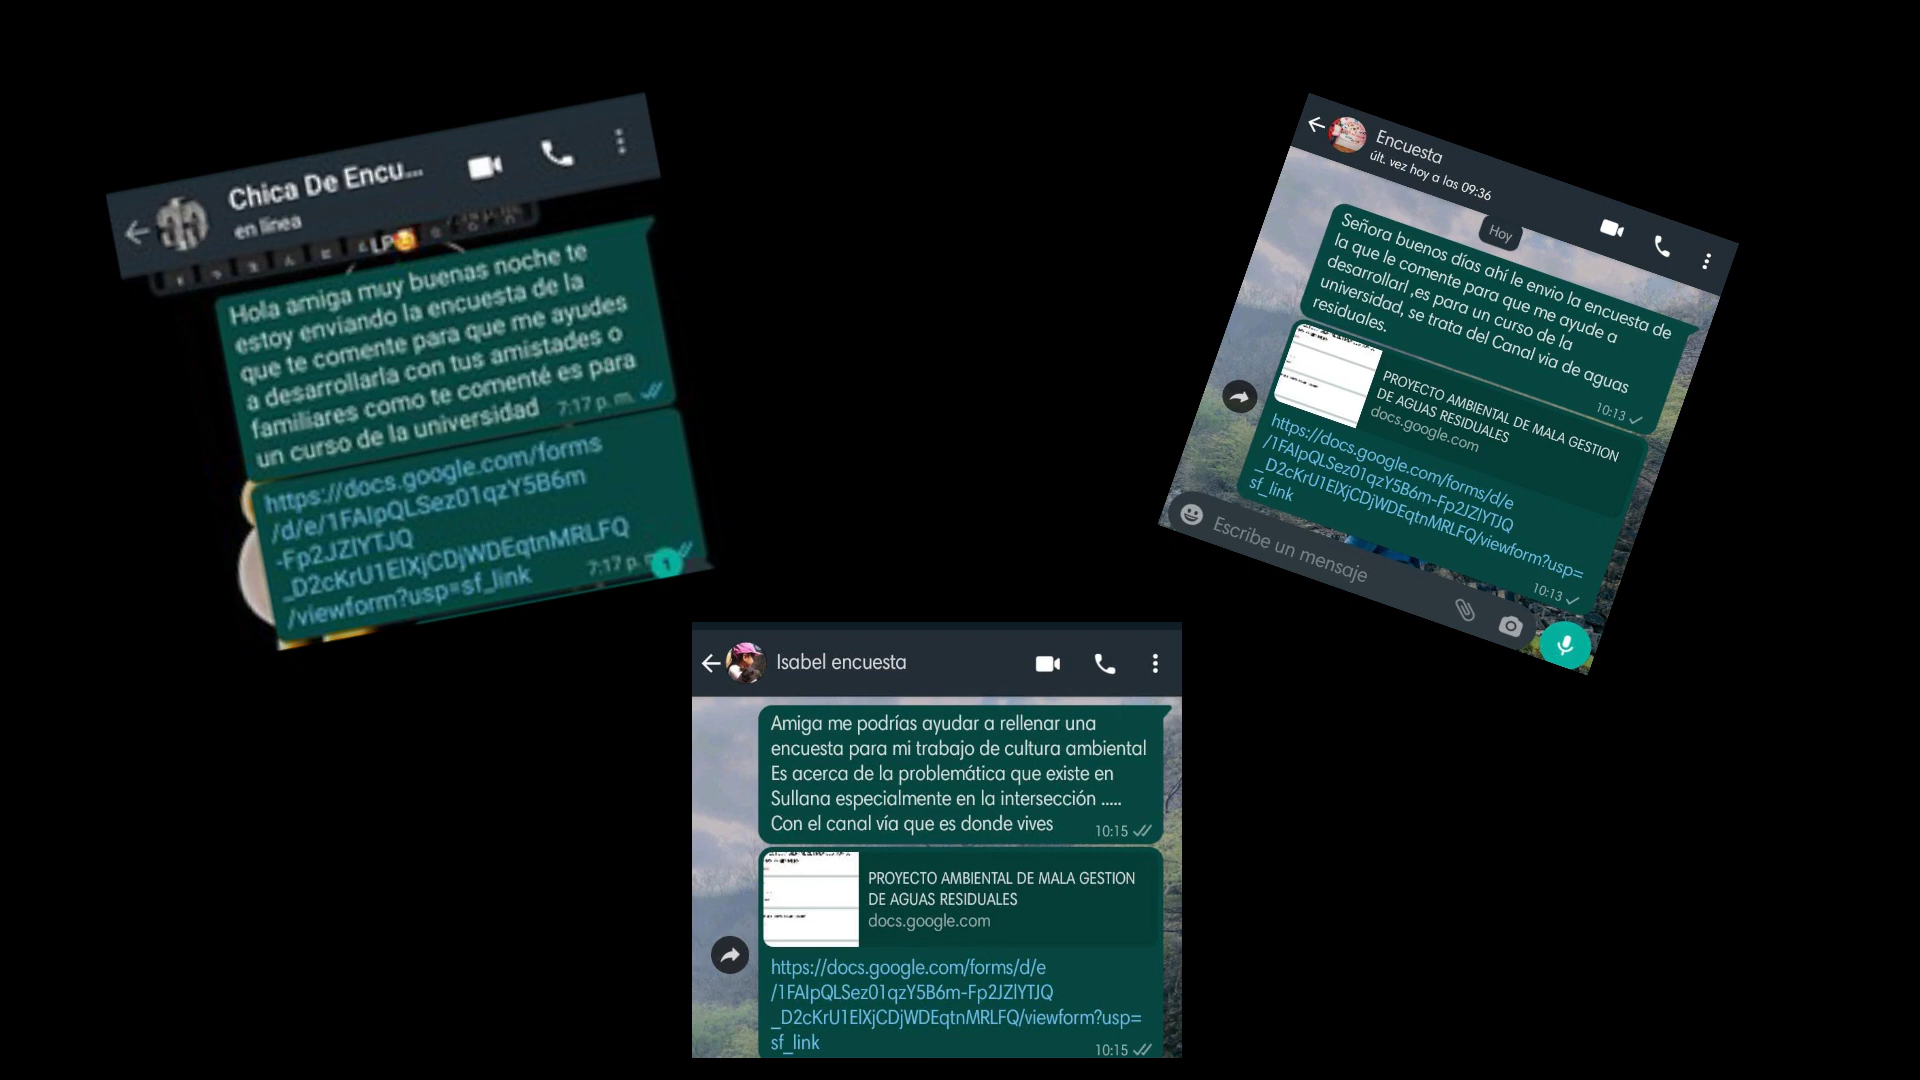 Chica De Encu...
en línea
LP🥰
Hola amiga muy buenas noche te
estoy enviando la encuesta de la
que te comente para que me ayudes
a desarrollarla con tus amistades o
familiares como te comenté es para
un curso de la universidad
7:17 p. m.
https://docs.google.com/forms
/d/e/1FAIpQLSez01qzY5B6m
-Fp2JZlYTJQ
_D2cKrU1ElXjCDjWDEqtnMRLFQ
/viewform?usp=sf_link
7:17 p.
1
Encuesta
últ. vez hoy a las 09:36
Hoy
Señora buenos días ahí le envio la encuesta de
la que le comente para que me ayude a
desarrollarl ,es para un curso de la
universidad, se trata del Canal via de aguas
residuales.
10:13
PROYECTO AMBIENTAL DE MALA GESTION
DE AGUAS RESIDUALES
docs.google.com
https://docs.google.com/forms/d/e
/1FAIpQLSez01qzY5B6m-Fp2JZlYTJQ
_D2cKrU1ElXjCDjWDEqtnMRLFQ/viewform?usp=
sf_link
10:13
Escribe un mensaje
Isabel encuesta
Amiga me podrías ayudar a rellenar una
encuesta para mi trabajo de cultura ambiental
Es acerca de la problemática que existe en
Sullana especialmente en la intersección .....
Con el canal vía que es donde vives
10:15
PROYECTO AMBIENTAL DE MALA GESTION
DE AGUAS RESIDUALES
docs.google.com
https://docs.google.com/forms/d/e
/1FAIpQLSez01qzY5B6m-Fp2JZlYTJQ
_D2cKrU1ElXjCDjWDEqtnMRLFQ/viewform?usp=
sf_link
10:15